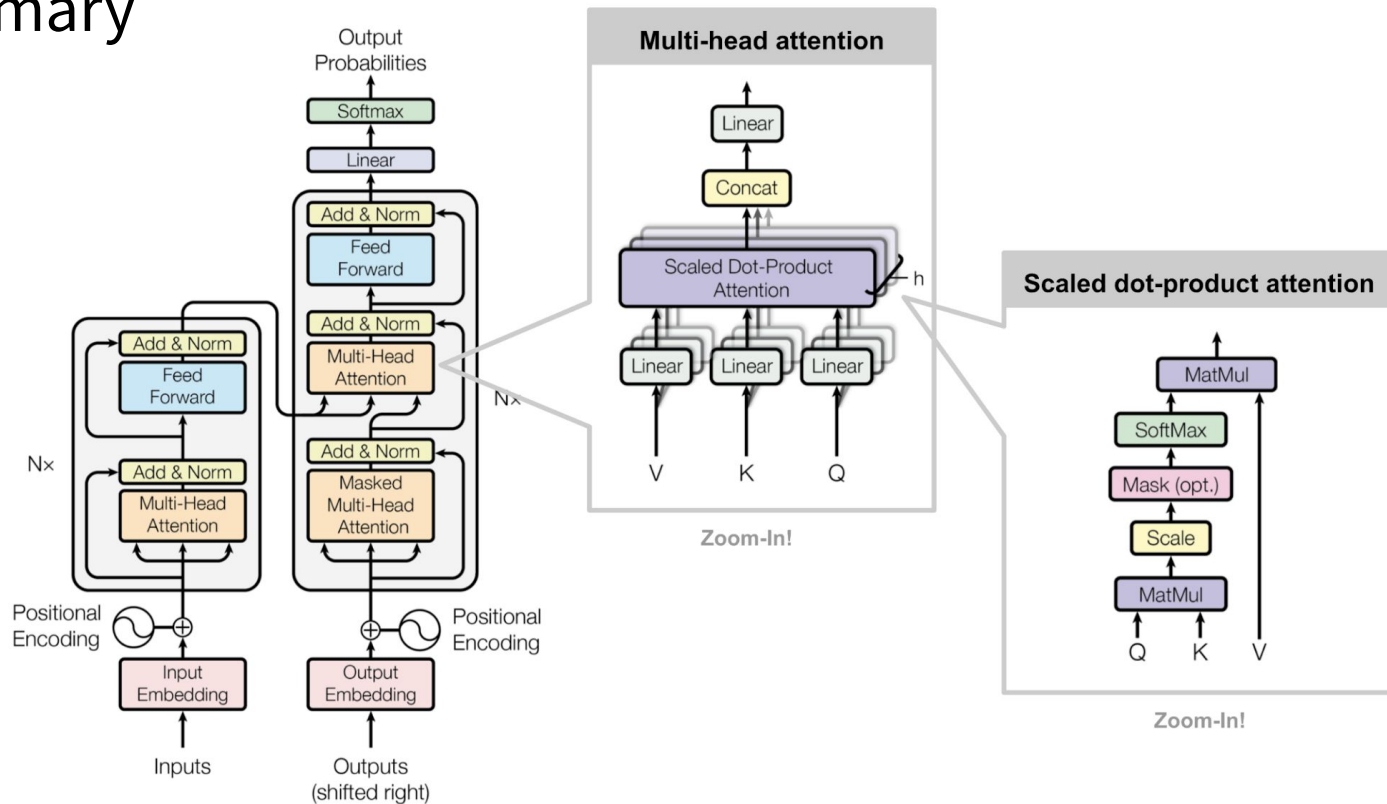 mary
Output
Probabilities
Softmax
Linear
Add & Norm
Feed
Forward
Add & Norm
Multi-Head
Attention
Nx
Add & Norm
Masked
Multi-Head
Attention
Add & Norm
Feed
Forward
Nx
Add & Norm
Multi-Head
Attention
Positional
Encoding
Positional
Encoding
Input
Embedding
Output
Embedding
Inputs
Outputs
(shifted right)
Multi-head attention
Linear
Concat
Scaled Dot-Product
Attention
h
Linear
Linear
Linear
V
K
Q
Zoom-In!
Scaled dot-product attention
MatMul
SoftMax
Mask (opt.)
Scale
MatMul
Q
K
V
Zoom-In!